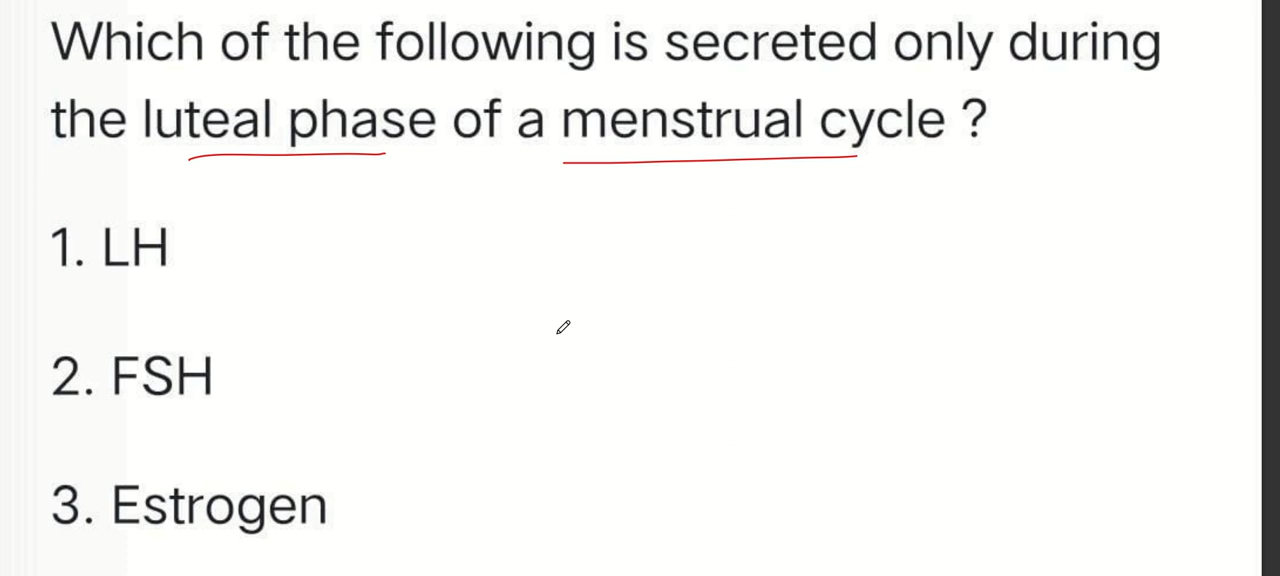 Which of the following is secreted only during
the luteal phase of a menstrual cycle ?
1. LH
2. FSH
3. Estrogen